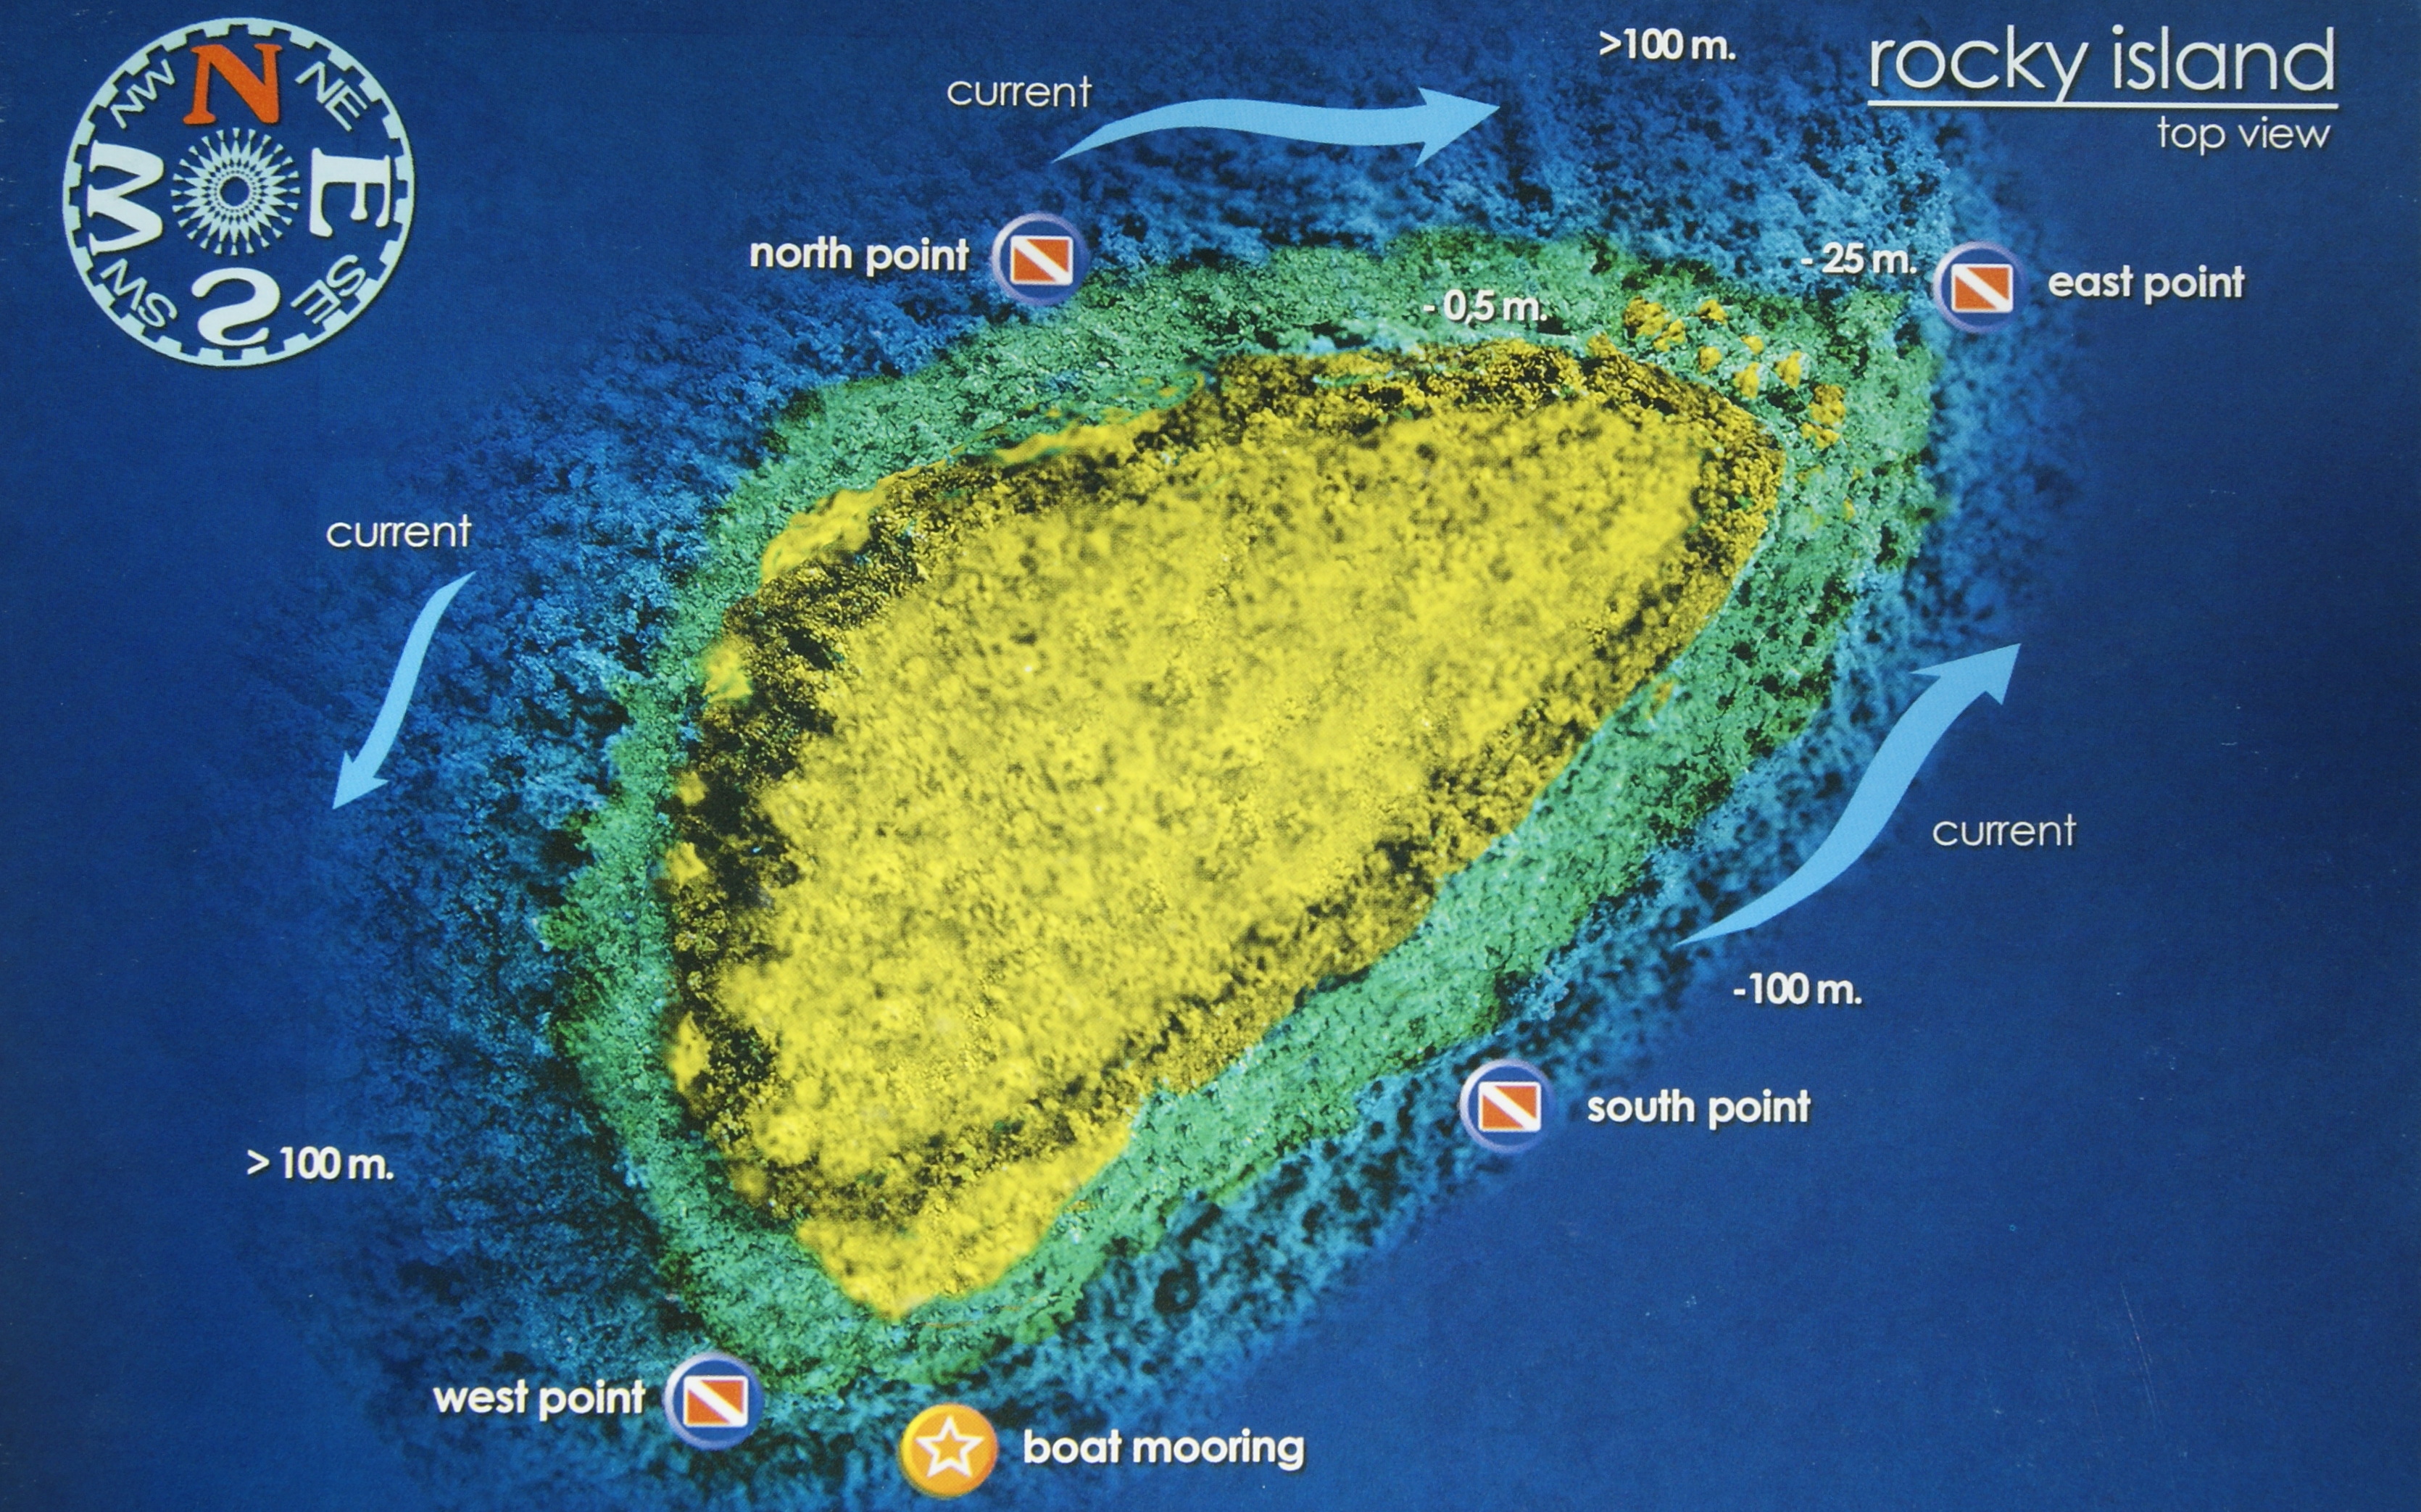 N
NE
E
SE
S
SW
W
NW
rocky island
top view
>100 m.
current
north point
- 25 m.
east point
- 0,5 m.
current
current
-100 m.
south point
> 100 m.
west point
boat mooring